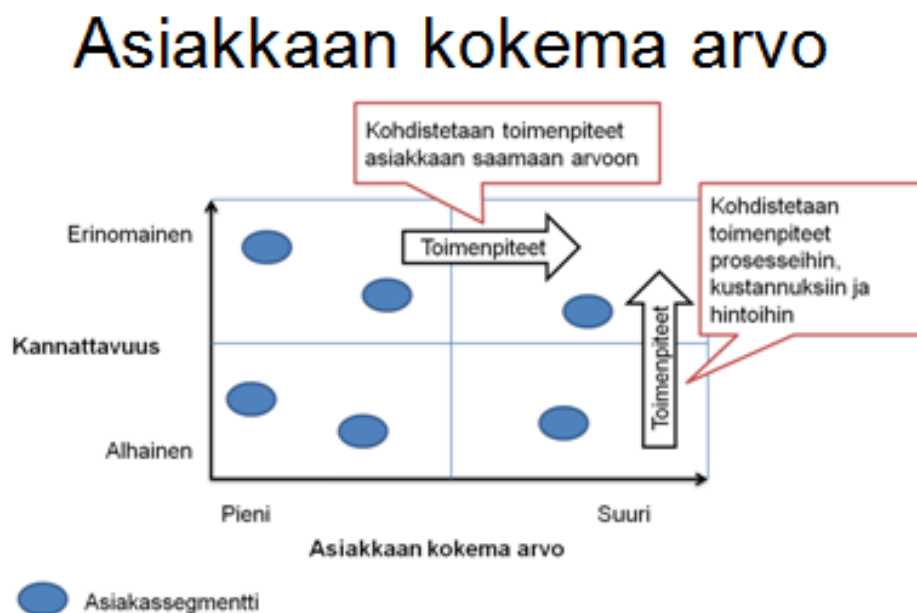 Asiakkaan kokema arvo
Kohdistetaan toimenpiteet
asiakkaan saamaan arvoon
Kohdistetaan
toimenpiteet
prosesseihin,
kustannuksiin ja
hintoihin
Erinomainen
Toimenpiteet
Kannattavuus
Toimenpiteet
Alhainen
Pieni
Suuri
Asiakkaan kokema arvo
Asiakassegmentti